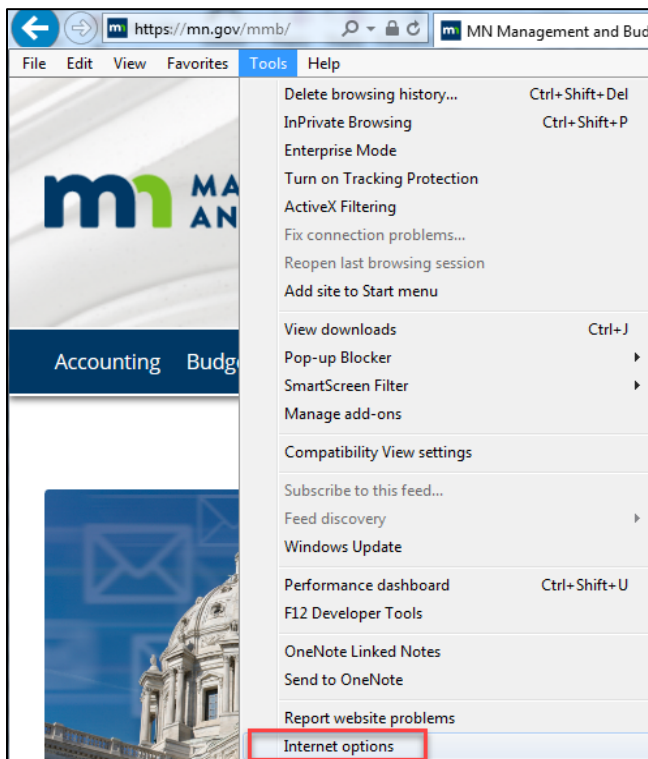 mn https://mn.gov/mmb/ mn MN Management and Bud
File Edit View Favorites Tools Help
Delete browsing history... Ctrl+Shift+Del
InPrivate Browsing Ctrl+Shift+P
Enterprise Mode
Turn on Tracking Protection
ActiveX Filtering
Fix connection problems...
Reopen last browsing session
Add site to Start menu
View downloads Ctrl+J
Pop-up Blocker
SmartScreen Filter
Manage add-ons
Compatibility View settings
Subscribe to this feed...
Feed discovery
Windows Update
Performance dashboard Ctrl+Shift+U
F12 Developer Tools
OneNote Linked Notes
Send to OneNote
Report website problems
Internet options
mn MA
AN
Accounting Budg